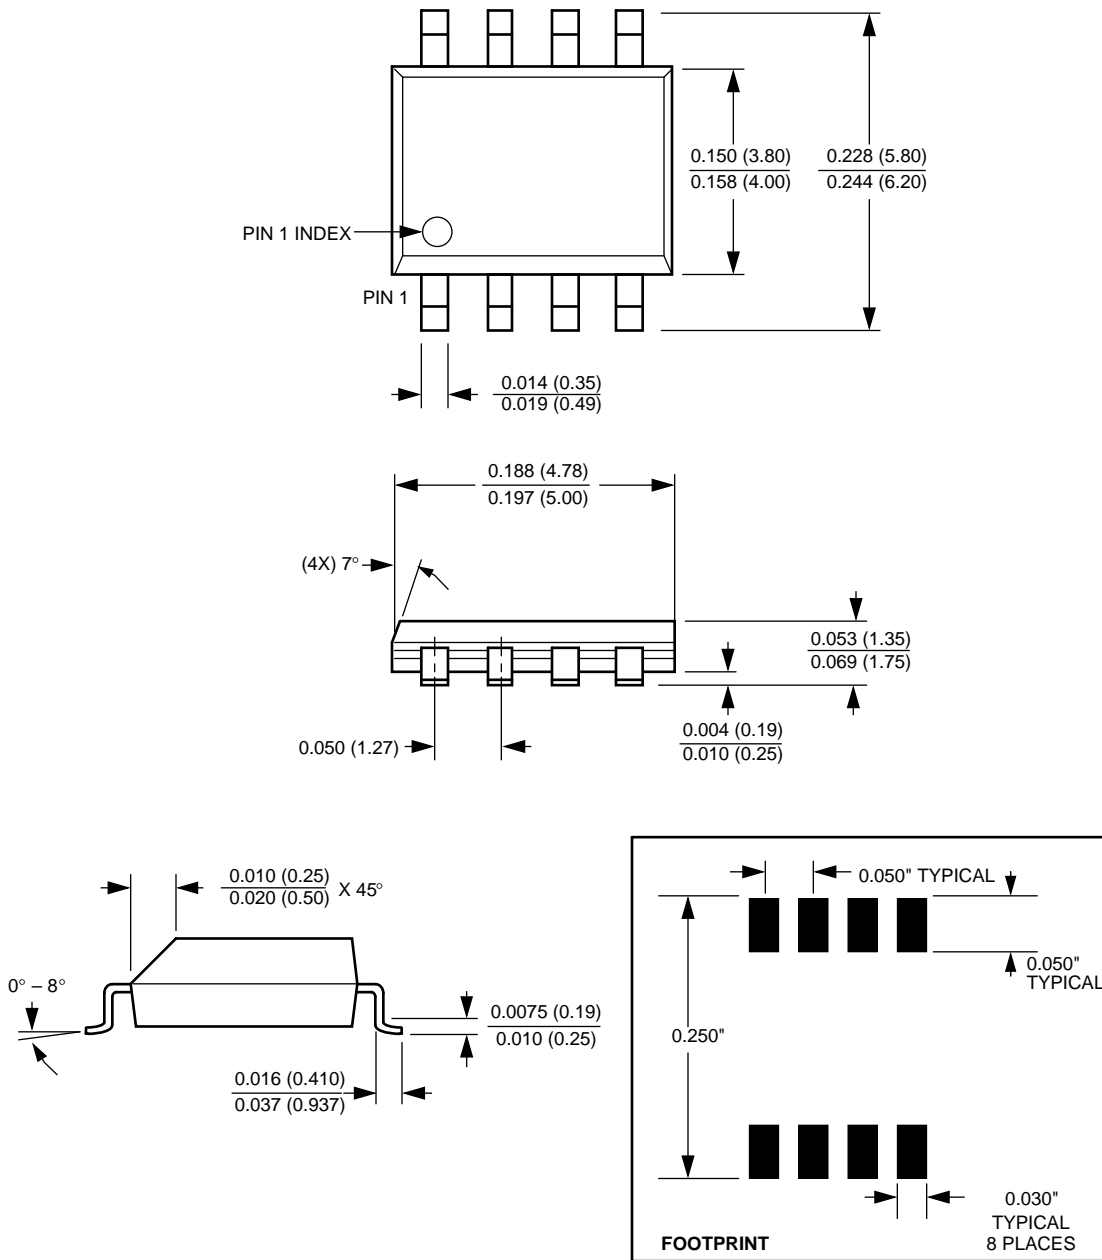 0.150 (3.80)
0.158 (4.00)
0.228 (5.80)
0.244 (6.20)
PIN 1 INDEX
PIN 1
0.014 (0.35)
0.019 (0.49)
0.188 (4.78)
0.197 (5.00)
(4X) 7°
0.053 (1.35)
0.069 (1.75)
0.004 (0.19)
0.010 (0.25)
0.050 (1.27)
0.010 (0.25)
0.020 (0.50)
X 45°
0° – 8°
0.0075 (0.19)
0.010 (0.25)
0.016 (0.410)
0.037 (0.937)
0.050" TYPICAL
0.050"
TYPICAL
0.250"
0.030"
TYPICAL
8 PLACES
FOOTPRINT